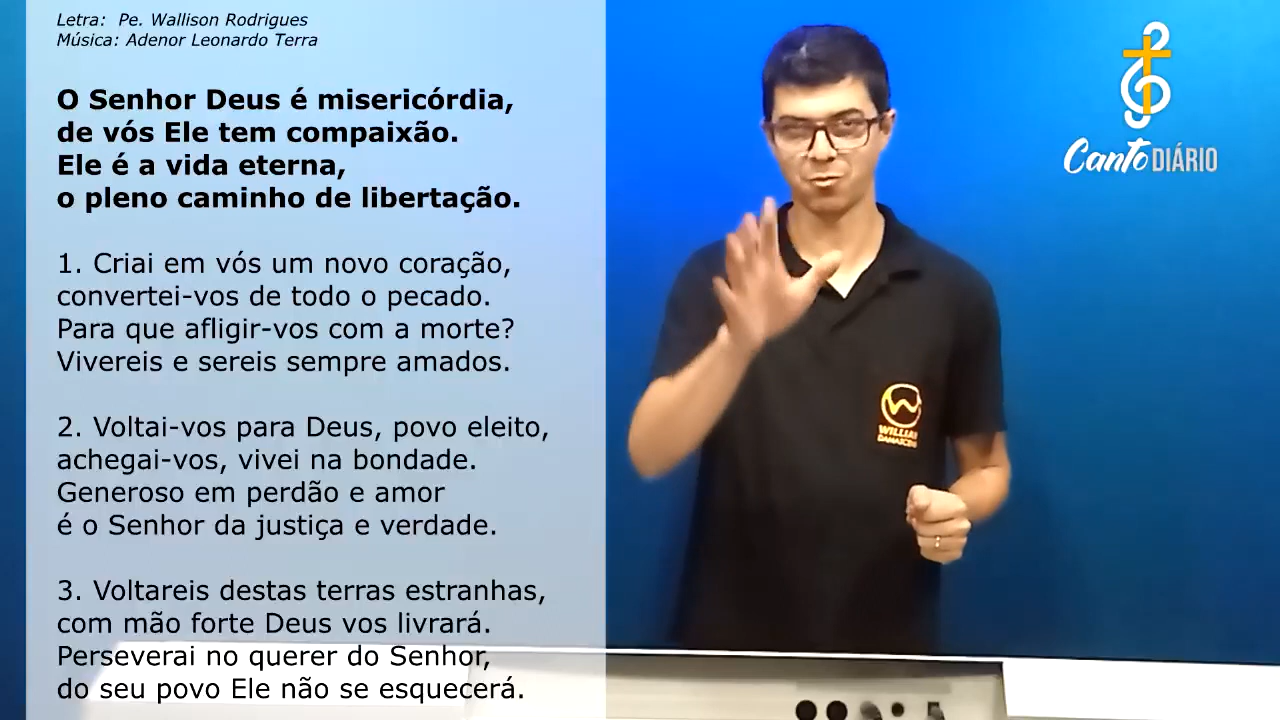 Letra: Pe. Wallison Rodrigues
Música: Adenor Leonardo Terra
O Senhor Deus é misericórdia,
de vós Ele tem compaixão.
Ele é a vida eterna,
o pleno caminho de libertação.
1. Criai em vós um novo coração,
convertei-vos de todo o pecado.
Para que afligir-vos com a morte?
Vivereis e sereis sempre amados.
2. Voltai-vos para Deus, povo eleito,
achegai-vos, vivei na bondade.
Generoso em perdão e amor
é o Senhor da justiça e verdade.
3. Voltareis destas terras estranhas,
com mão forte Deus vos livrará.
Perseverai no querer do Senhor,
do seu povo Ele não se esquecerá.
Canto DIÁRIO